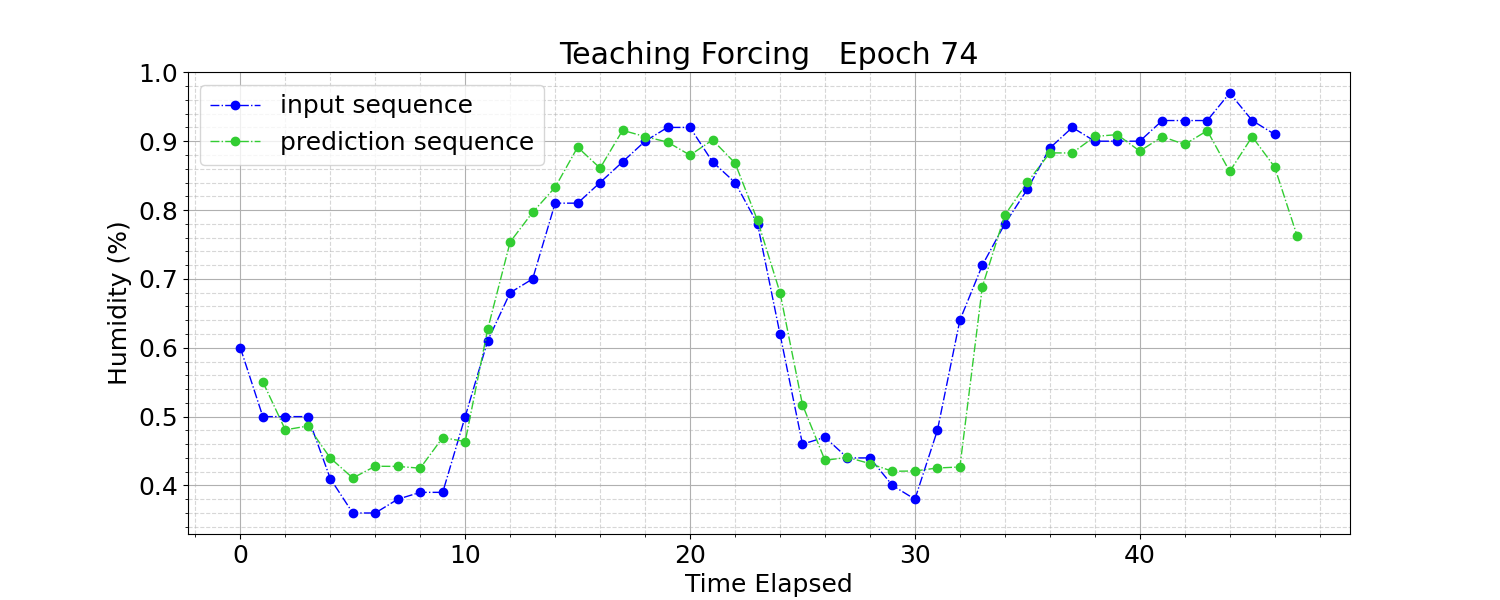 Teaching Forcing   Epoch 74
input sequence
prediction sequence
Humidity (%)
1.0
0.9
0.8
0.7
0.6
0.5
0.4
0 10 20 30 40
Time Elapsed